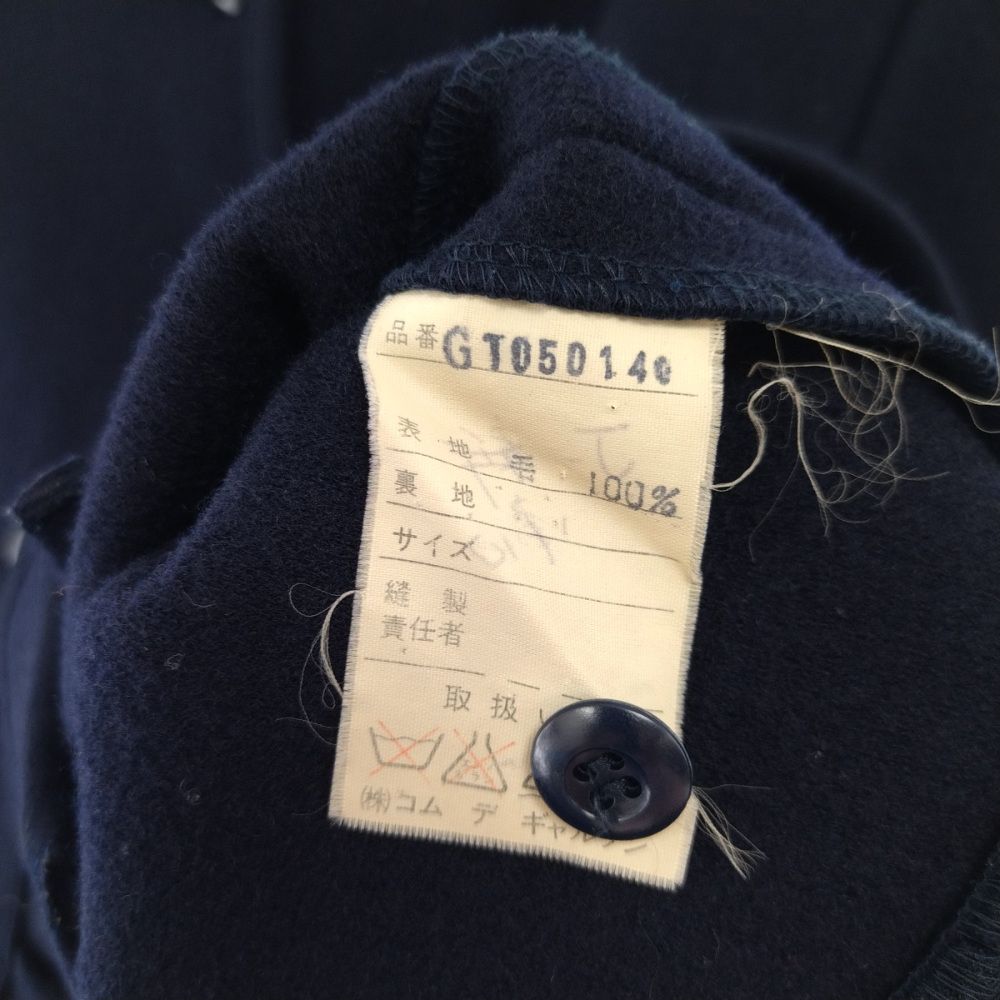 品番 GT050140
表地 毛 100%
裏地
サイズ
縫製
責任者
取扱い
㈱コム デ ギャルソン